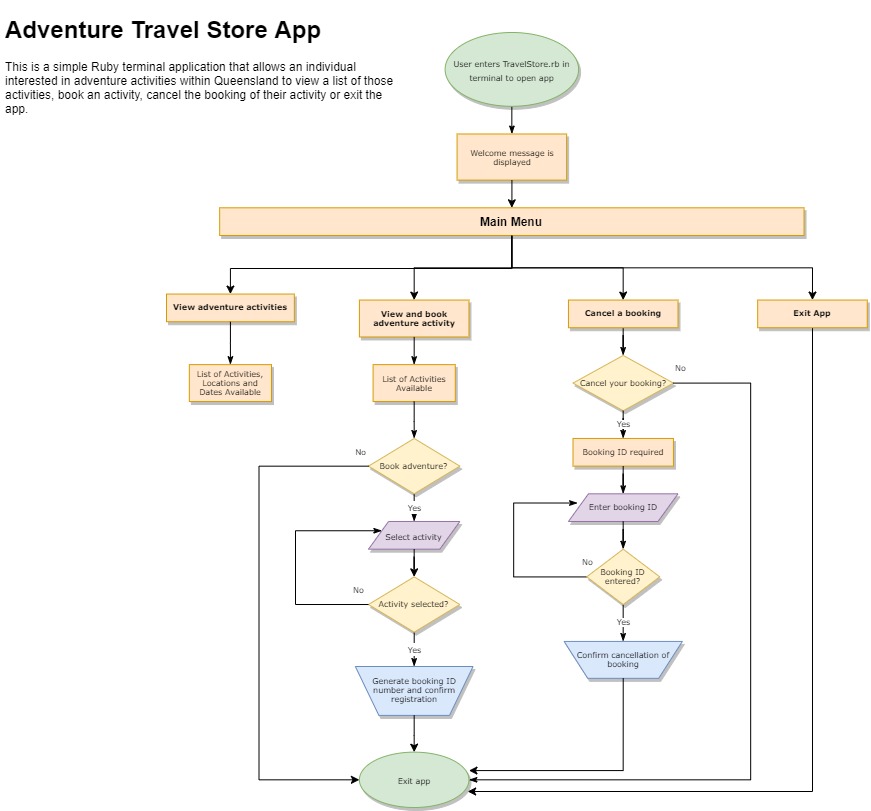 Adventure Travel Store App
This is a simple Ruby terminal application that allows an individual
interested in adventure activities within Queensland to view a list of those
activities, book an activity, cancel the booking of their activity or exit the
app.
User enters TravelStore.rb in
terminal to open app
Welcome message is
displayed
Main Menu
View adventure activities
View and book
adventure activity
Cancel a booking
Exit App
List of Activities,
Locations and
Dates Available
List of Activities
Available
Cancel your booking?
No
Yes
Booking ID required
Book adventure?
No
Yes
Enter booking ID
Select activity
Booking ID
entered?
No
Yes
Activity selected?
No
Yes
Confirm cancellation of
booking
Generate booking ID
number and confirm
registration
Exit app